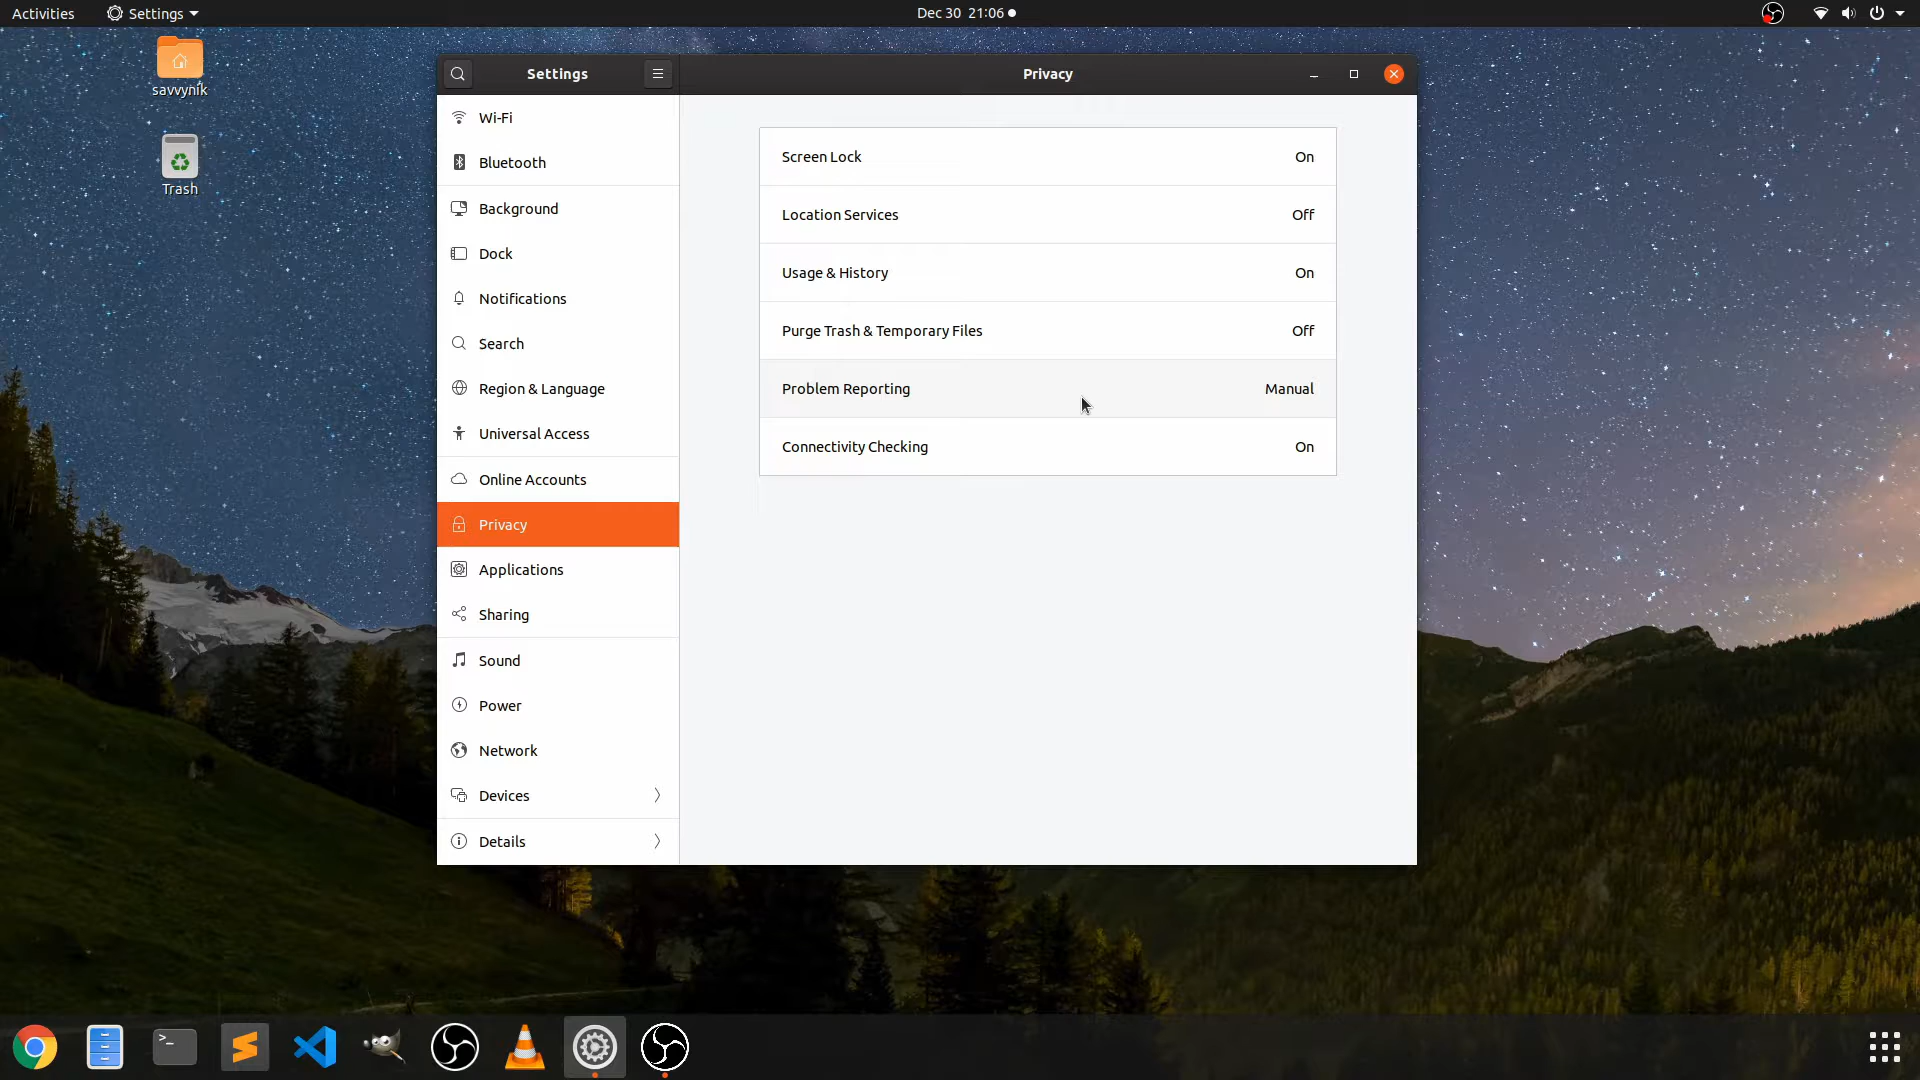 Activities
Settings
Dec 30 21:06
savvynik
Trash
Settings
Privacy
Wi-Fi
Bluetooth
Background
Dock
Notifications
Search
Region & Language
Universal Access
Online Accounts
Privacy
Applications
Sharing
Sound
Power
Network
Devices
Details
Screen Lock On
Location Services Off
Usage & History On
Purge Trash & Temporary Files Off
Problem Reporting Manual
Connectivity Checking On
>_